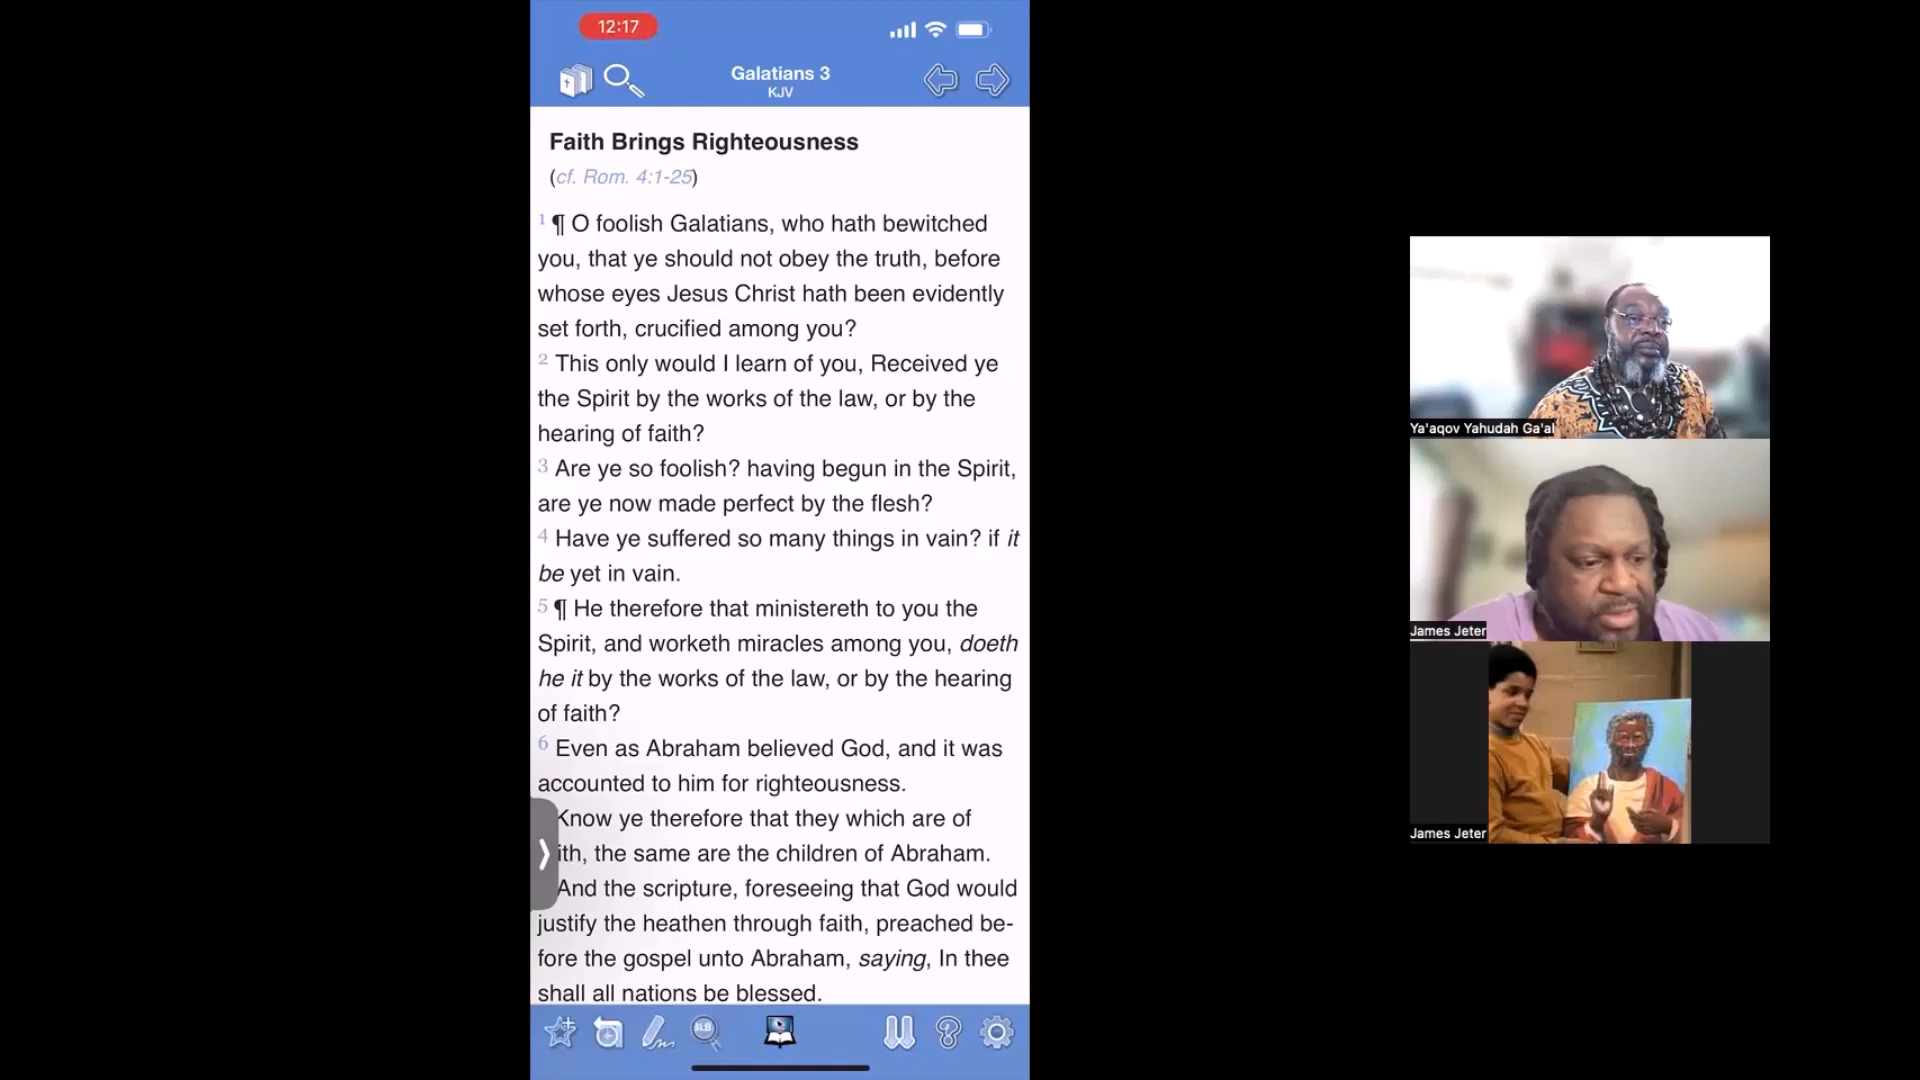 12:17
Galatians 3
KJV
Faith Brings Righteousness
(cf. Rom. 4:1-25)
1 ¶ O foolish Galatians, who hath bewitched
you, that ye should not obey the truth, before
whose eyes Jesus Christ hath been evidently
set forth, crucified among you?
2 This only would I learn of you, Received ye
the Spirit by the works of the law, or by the
hearing of faith?
3 Are ye so foolish? having begun in the Spirit,
are ye now made perfect by the flesh?
4 Have ye suffered so many things in vain? if it
be yet in vain.
5 ¶ He therefore that ministereth to you the
Spirit, and worketh miracles among you, doeth
he it by the works of the law, or by the hearing
of faith?
6 Even as Abraham believed God, and it was
accounted to him for righteousness.
Know ye therefore that they which are of
ith, the same are the children of Abraham.
And the scripture, foreseeing that God would
justify the heathen through faith, preached be-
fore the gospel unto Abraham, saying, In thee
shall all nations be blessed.
BLB
Ya'aqov Yahudah Ga'al
James Jeter
James Jeter